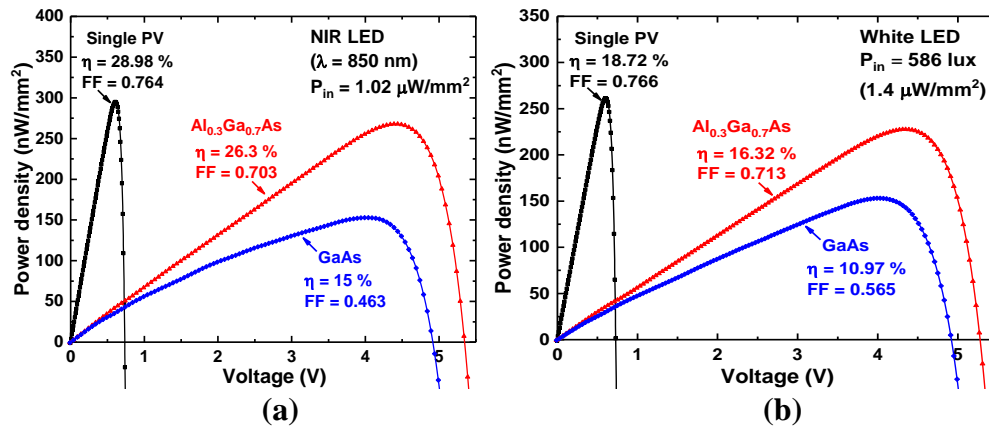 400
350
300
250
200
150
100
50
0
-50
Power density (nW/mm²)
0 1 2 3 4 5
Voltage (V)
Single PV
η = 28.98 %
FF = 0.764
NIR LED
(λ = 850 nm)
P_in = 1.02 μW/mm²
Al0.3Ga0.7As
η = 26.3 %
FF = 0.703
GaAs
η = 15 %
FF = 0.463
(a)
350
300
250
200
150
100
50
0
-50
Power density (nW/mm²)
0 1 2 3 4 5
Voltage (V)
Single PV
η = 18.72 %
FF = 0.766
White LED
P_in = 586 lux
(1.4 μW/mm²)
Al0.3Ga0.7As
η = 16.32 %
FF = 0.713
GaAs
η = 10.97 %
FF = 0.565
(b)